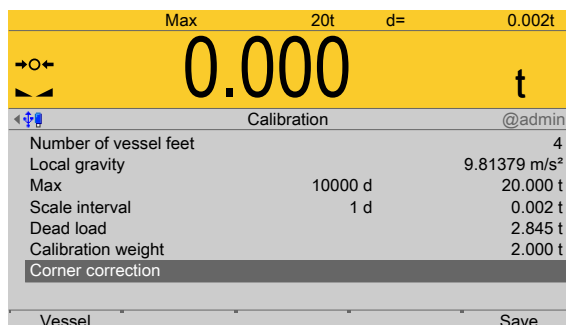 Max 20t d= 0.002t
0.000 t
Calibration @admin
Number of vessel feet 4
Local gravity 9.81379 m/s²
Max 10000 d 20.000 t
Scale interval 1 d 0.002 t
Dead load 2.845 t
Calibration weight 2.000 t
Corner correction
Vessel Save